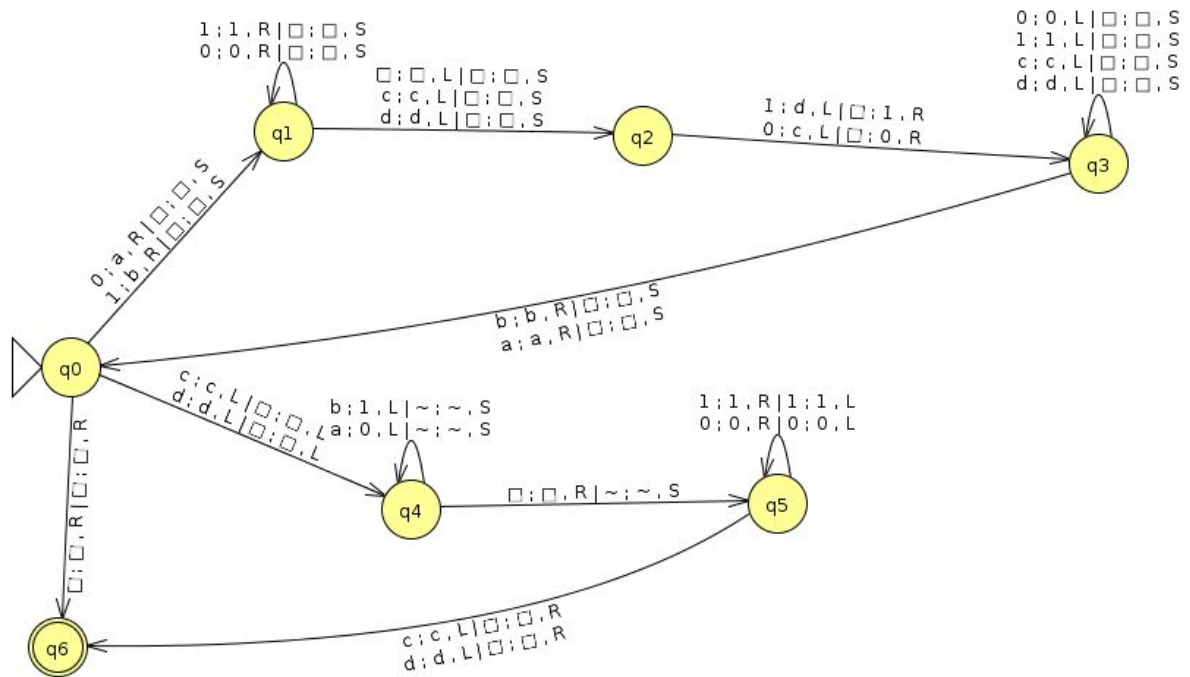 0 ; 0 , L | □ ; □ , S
1 ; 1 , L | □ ; □ , S
c ; c , L | □ ; □ , S
d ; d , L | □ ; □ , S
1 ; 1 , R | □ ; □ , S
0 ; 0 , R | □ ; □ , S
□ ; □ , L | □ ; □ , S
c ; c , L | □ ; □ , S
d ; d , L | □ ; □ , S
1 ; d , L | □ ; 1 , R
0 ; c , L | □ ; 0 , R
q1
q2
q3
0 ; a , R | □ ; □ , S
1 ; b , R | □ ; □ , S
b ; b , R | □ ; □ , S
a ; a , R | □ ; □ , S
q0
c ; c , L | □ ; □ , L
d ; d , L | □ ; □ , L
b ; 1 , L | ~ ; ~ , S
a ; 0 , L | ~ ; ~ , S
1 ; 1 , R | 1 ; 1 , L
0 ; 0 , R | 0 ; 0 , L
□ ; □ , R | □ ; □ , R
□ ; □ , R | ~ ; ~ , S
q4
q5
c ; c , L | □ ; □ , R
d ; d , L | □ ; □ , R
q6